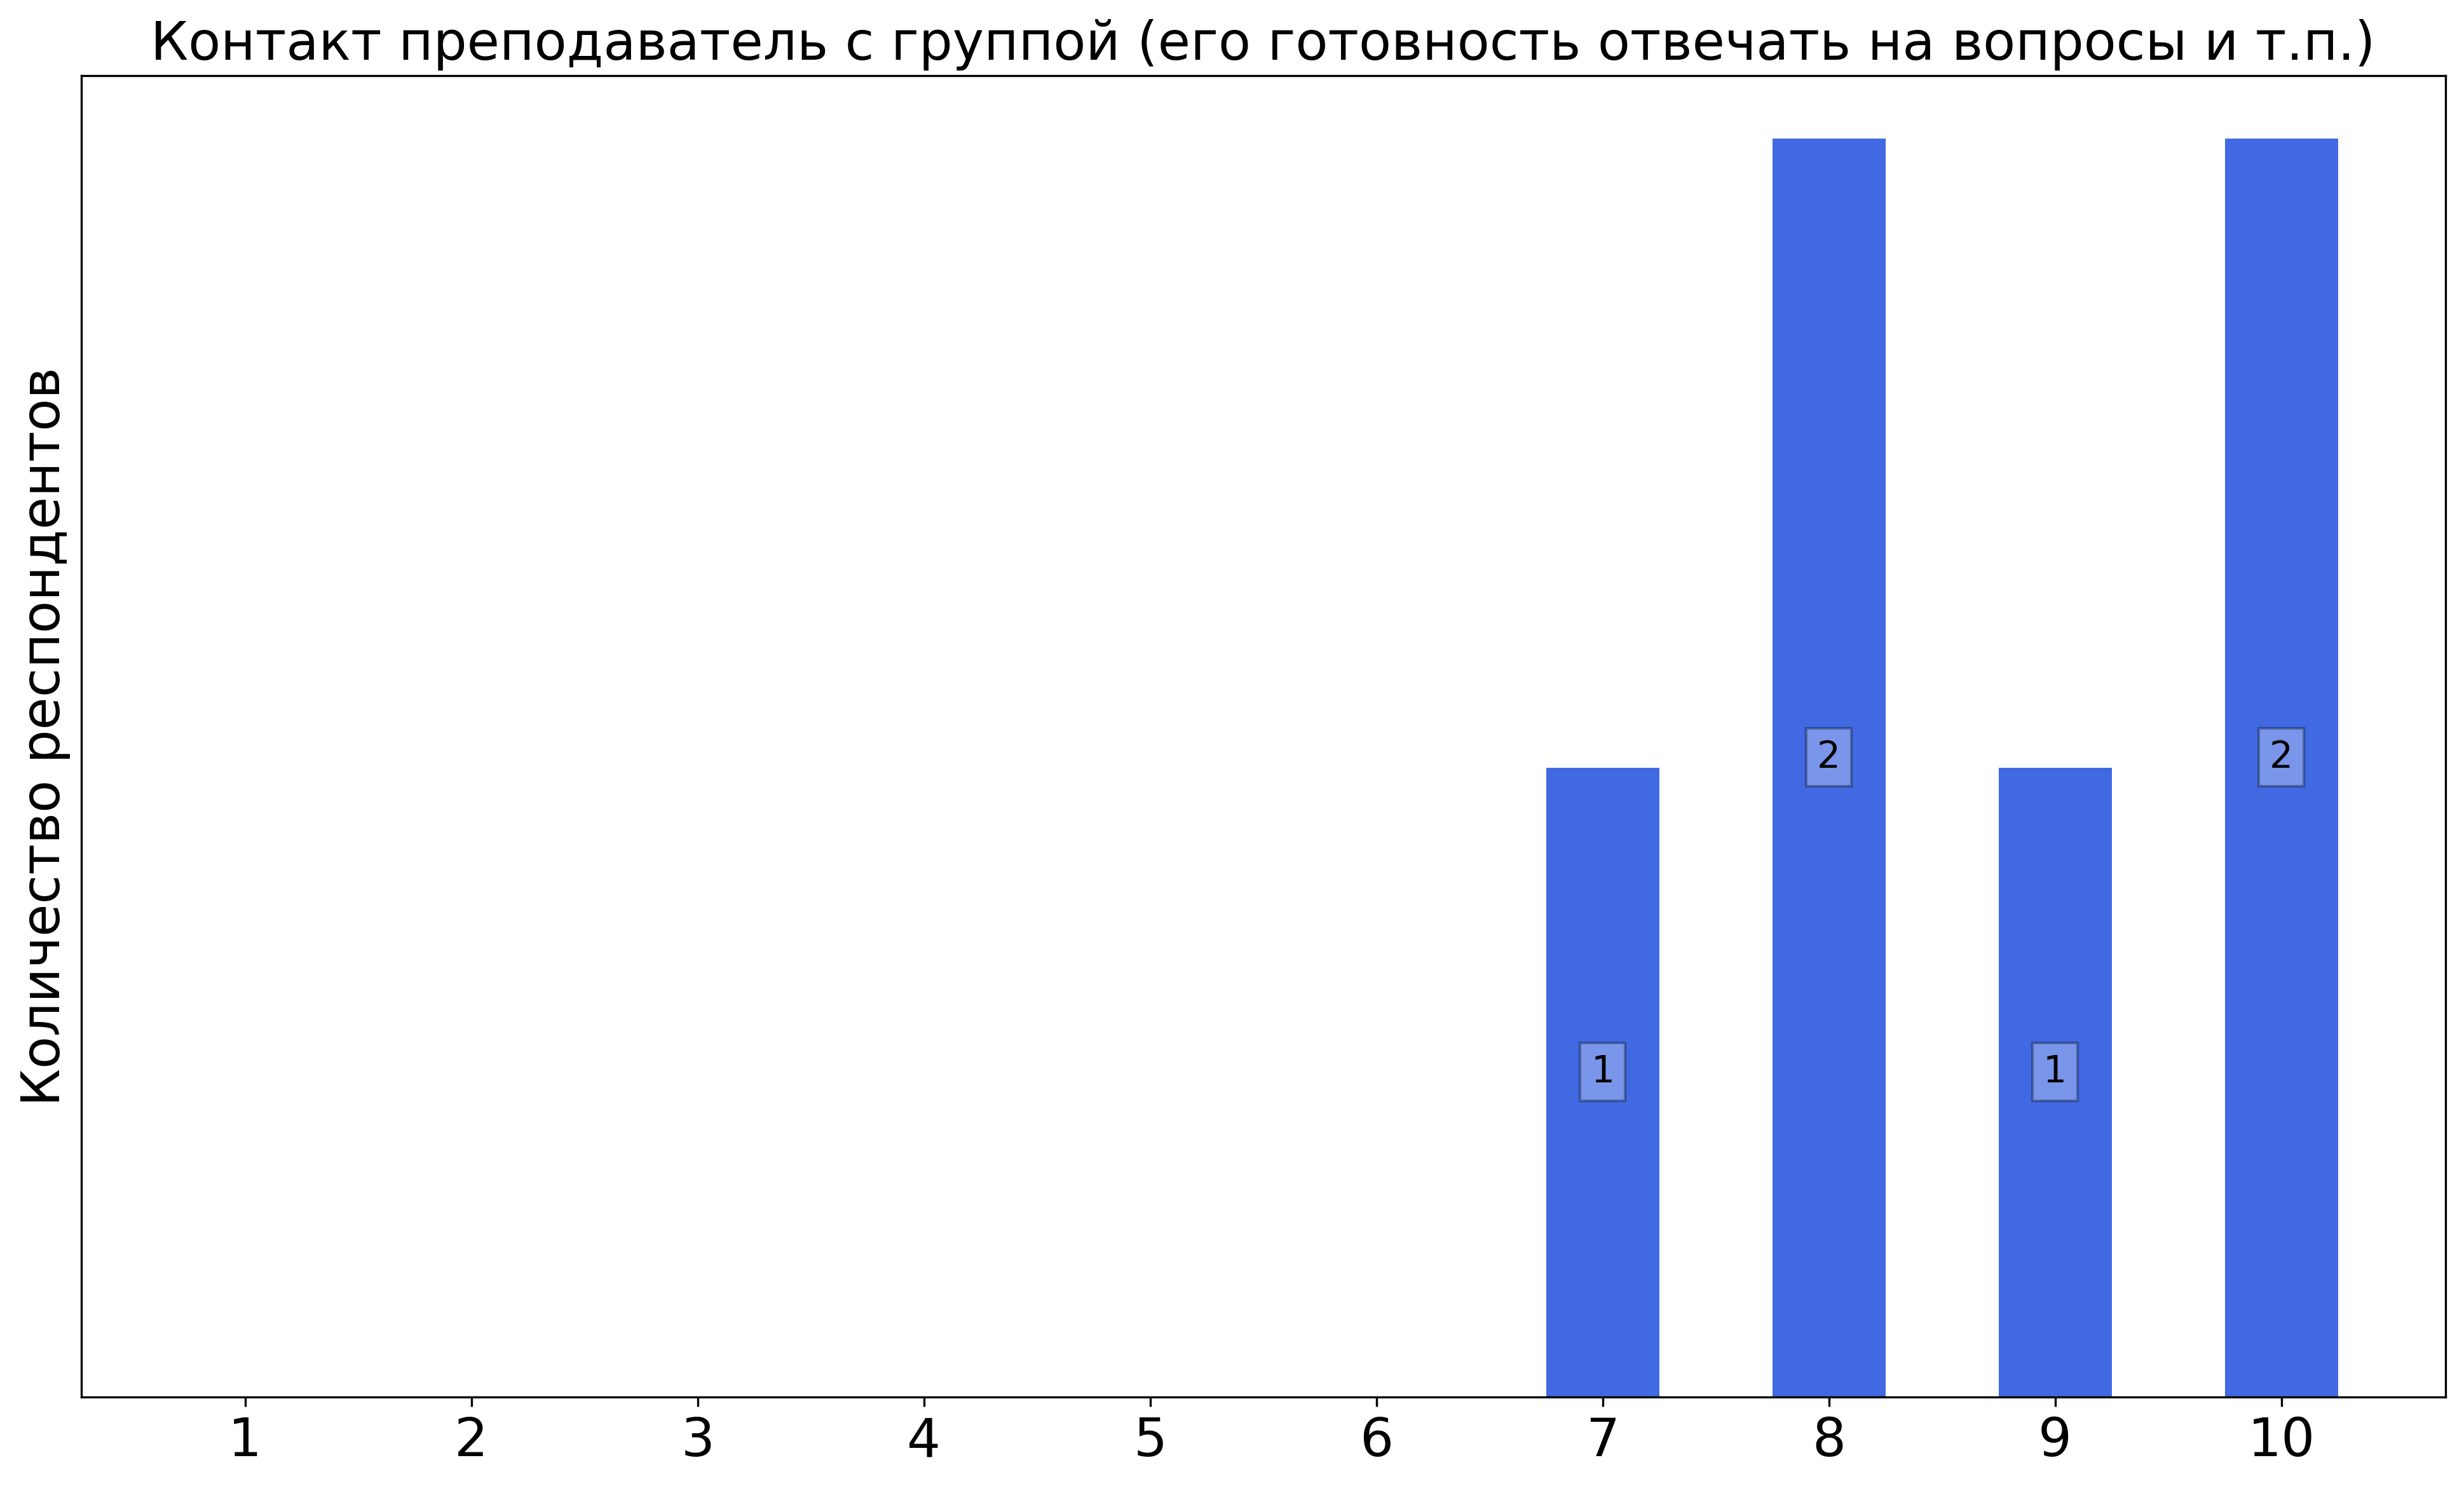 Контакт преподаватель с группой (его готовность отвечать на вопросы и т.п.)
Количество респондентов
2
2
1
1
1 2 3 4 5 6 7 8 9 10